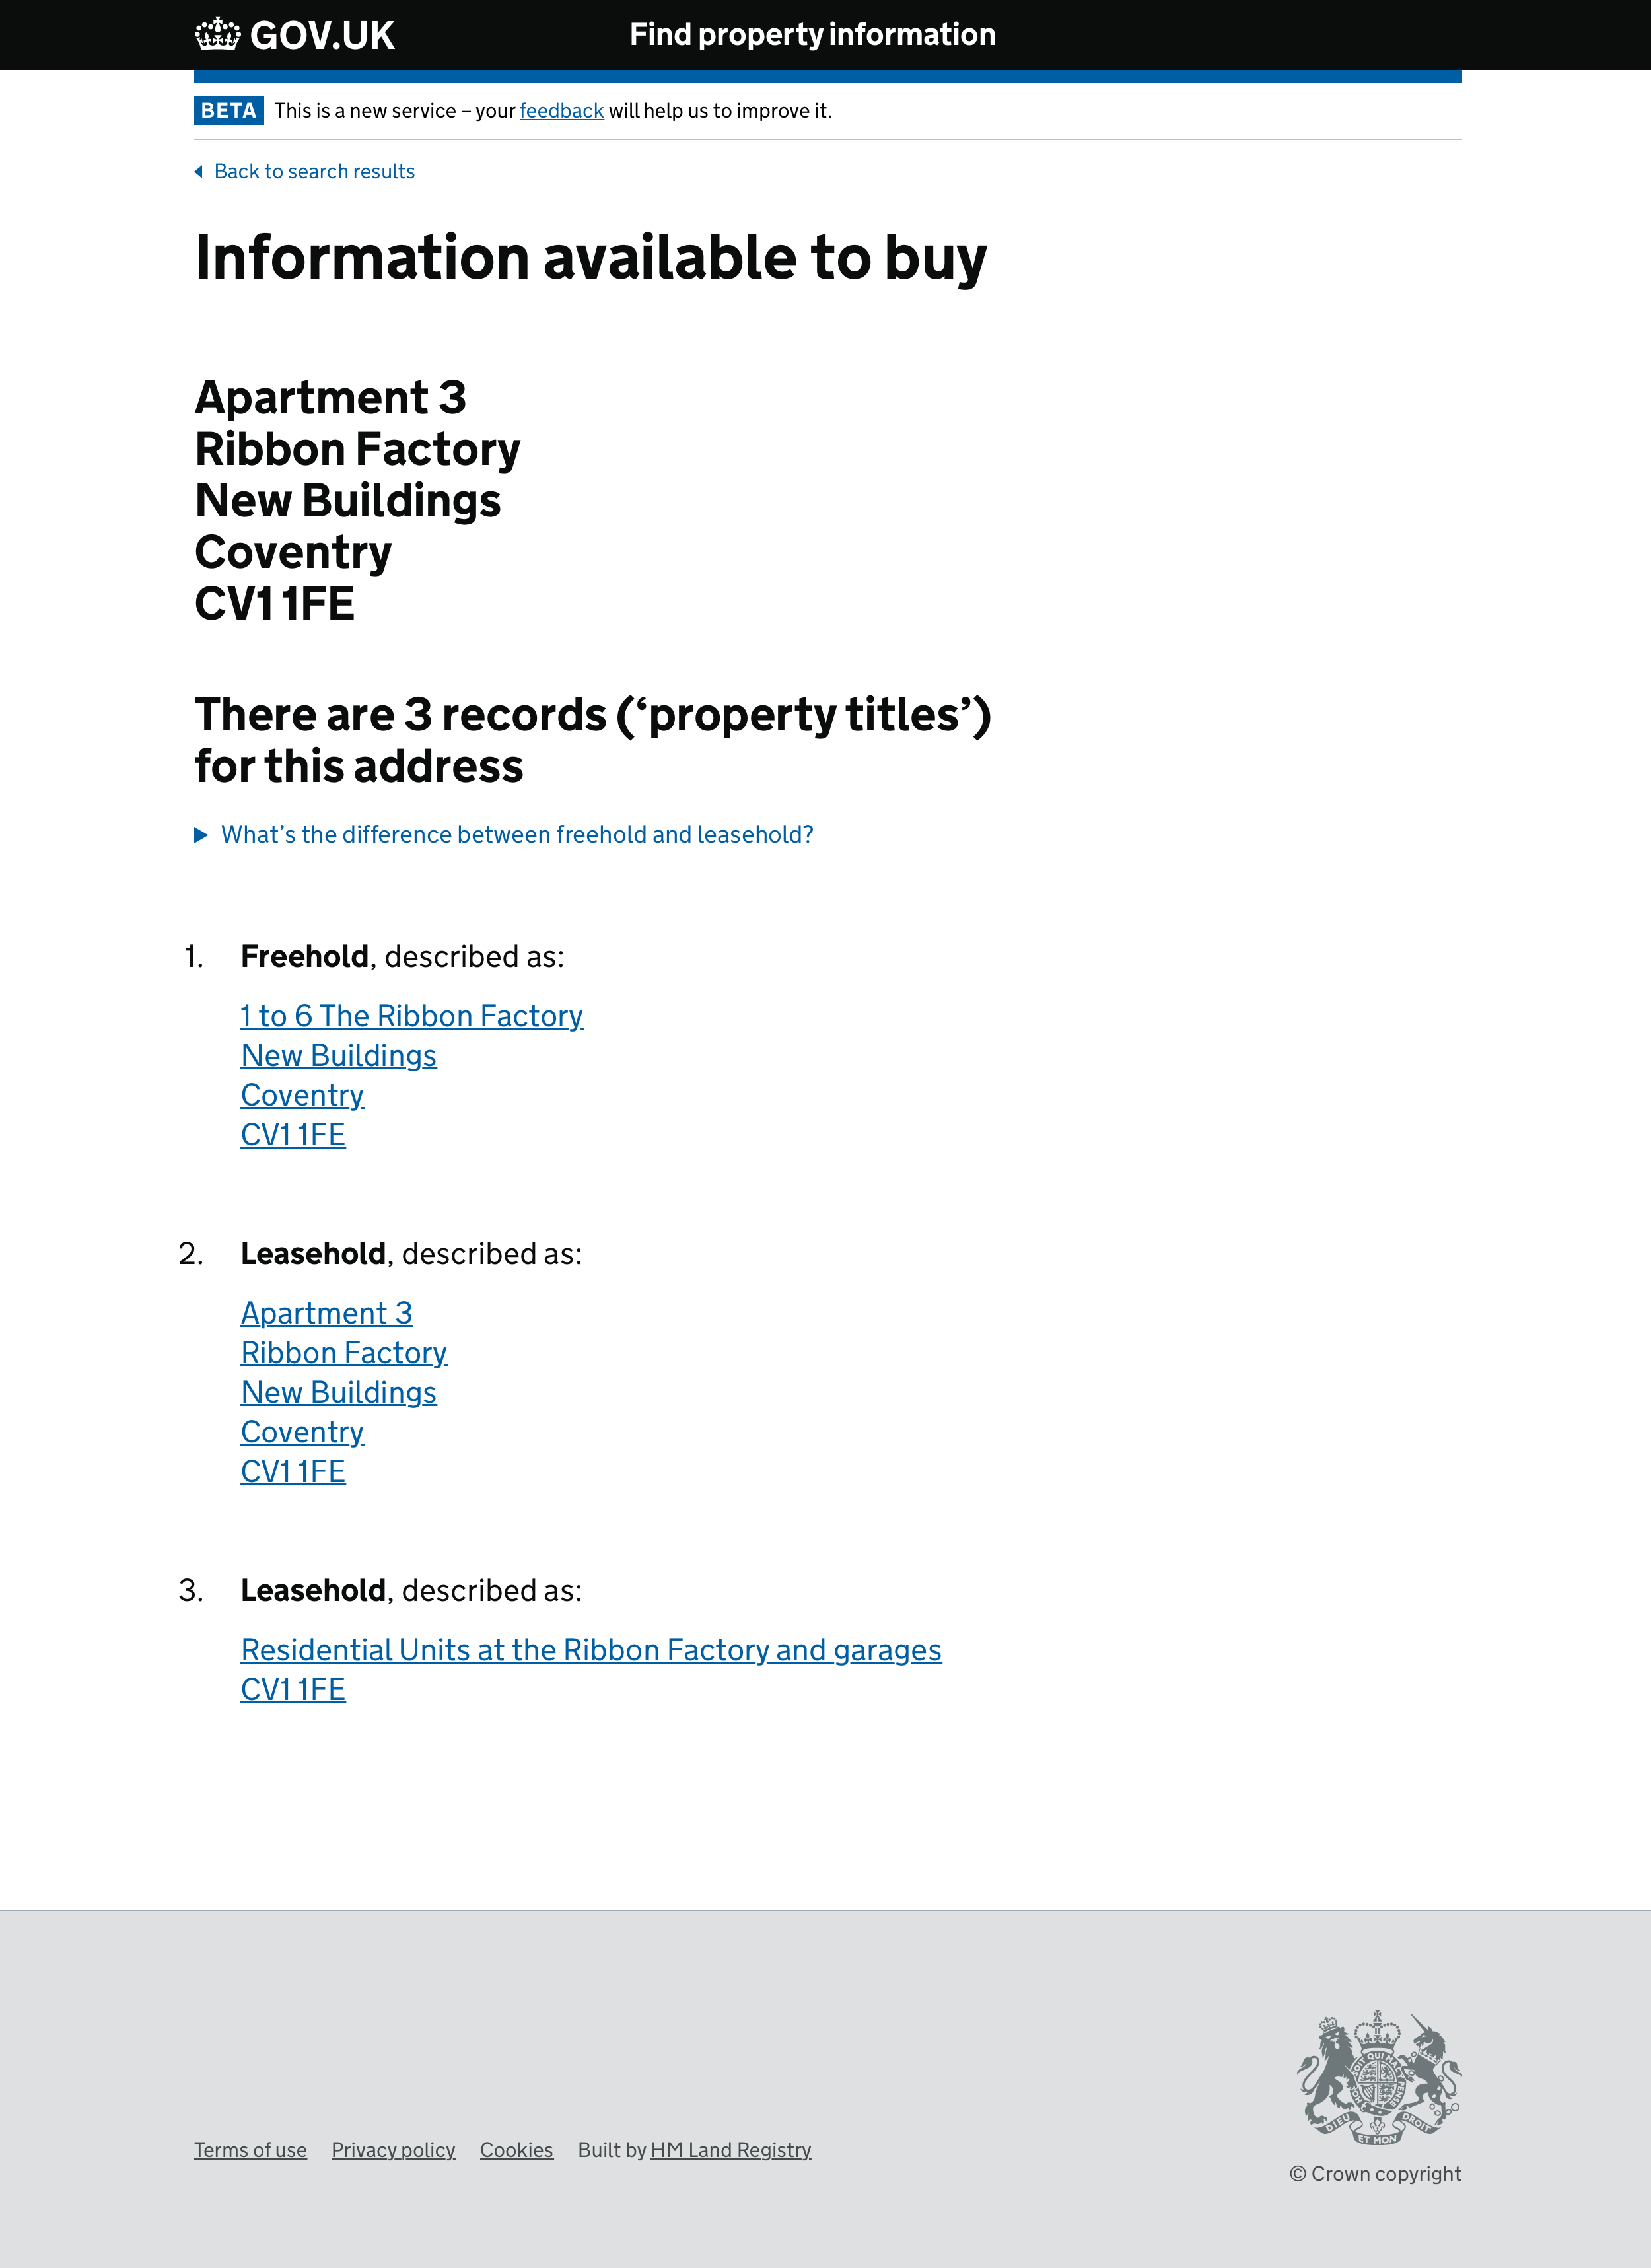 GOV.UK
Find property information
BETA This is a new service – your feedback will help us to improve it.
Back to search results
Information available to buy
Apartment 3
Ribbon Factory
New Buildings
Coventry
CV1 1FE
There are 3 records (‘property titles’)
for this address
What’s the difference between freehold and leasehold?
1. Freehold, described as:
1 to 6 The Ribbon Factory
New Buildings
Coventry
CV1 1FE
2. Leasehold, described as:
Apartment 3
Ribbon Factory
New Buildings
Coventry
CV1 1FE
3. Leasehold, described as:
Residential Units at the Ribbon Factory and garages
CV1 1FE
DIEU ET MON DROIT
Terms of use Privacy policy Cookies Built by HM Land Registry
© Crown copyright